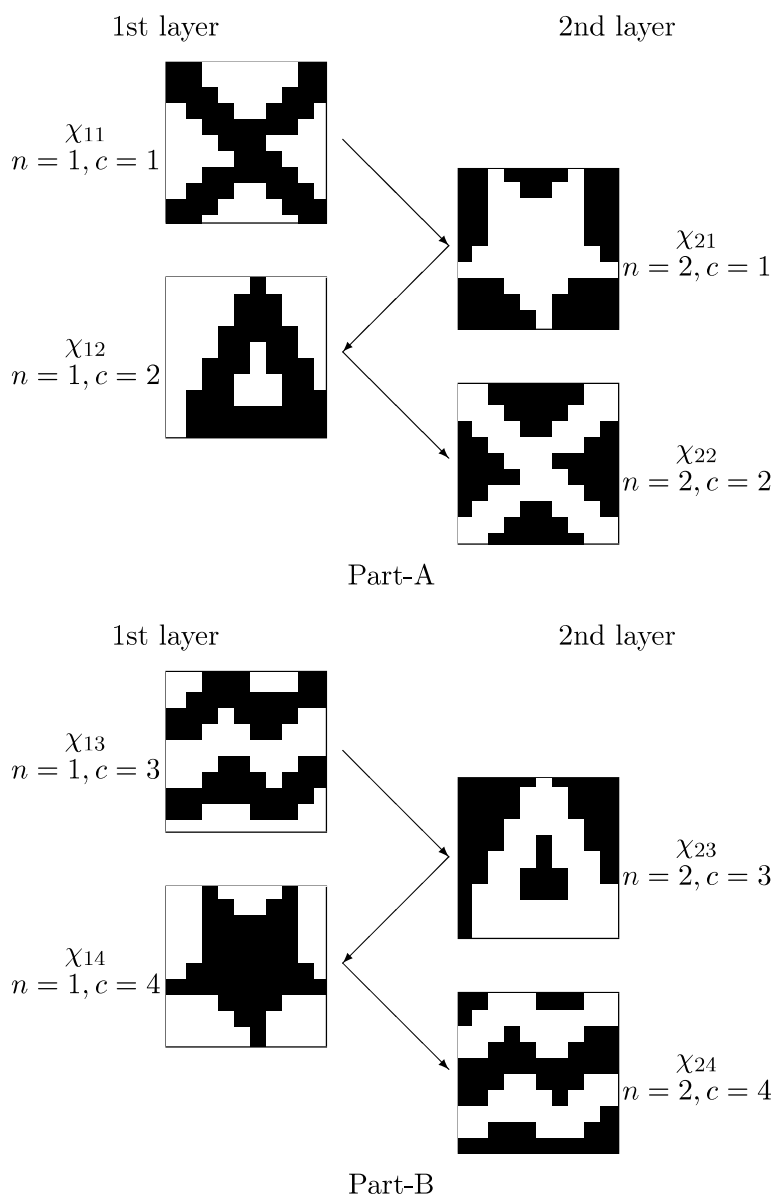 1st layer
2nd layer
χ₁₁
n = 1, c = 1
χ₂₁
n = 2, c = 1
χ₁₂
n = 1, c = 2
χ₂₂
n = 2, c = 2
Part-A
1st layer
2nd layer
χ₁₃
n = 1, c = 3
χ₂₃
n = 2, c = 3
χ₁₄
n = 1, c = 4
χ₂₄
n = 2, c = 4
Part-B